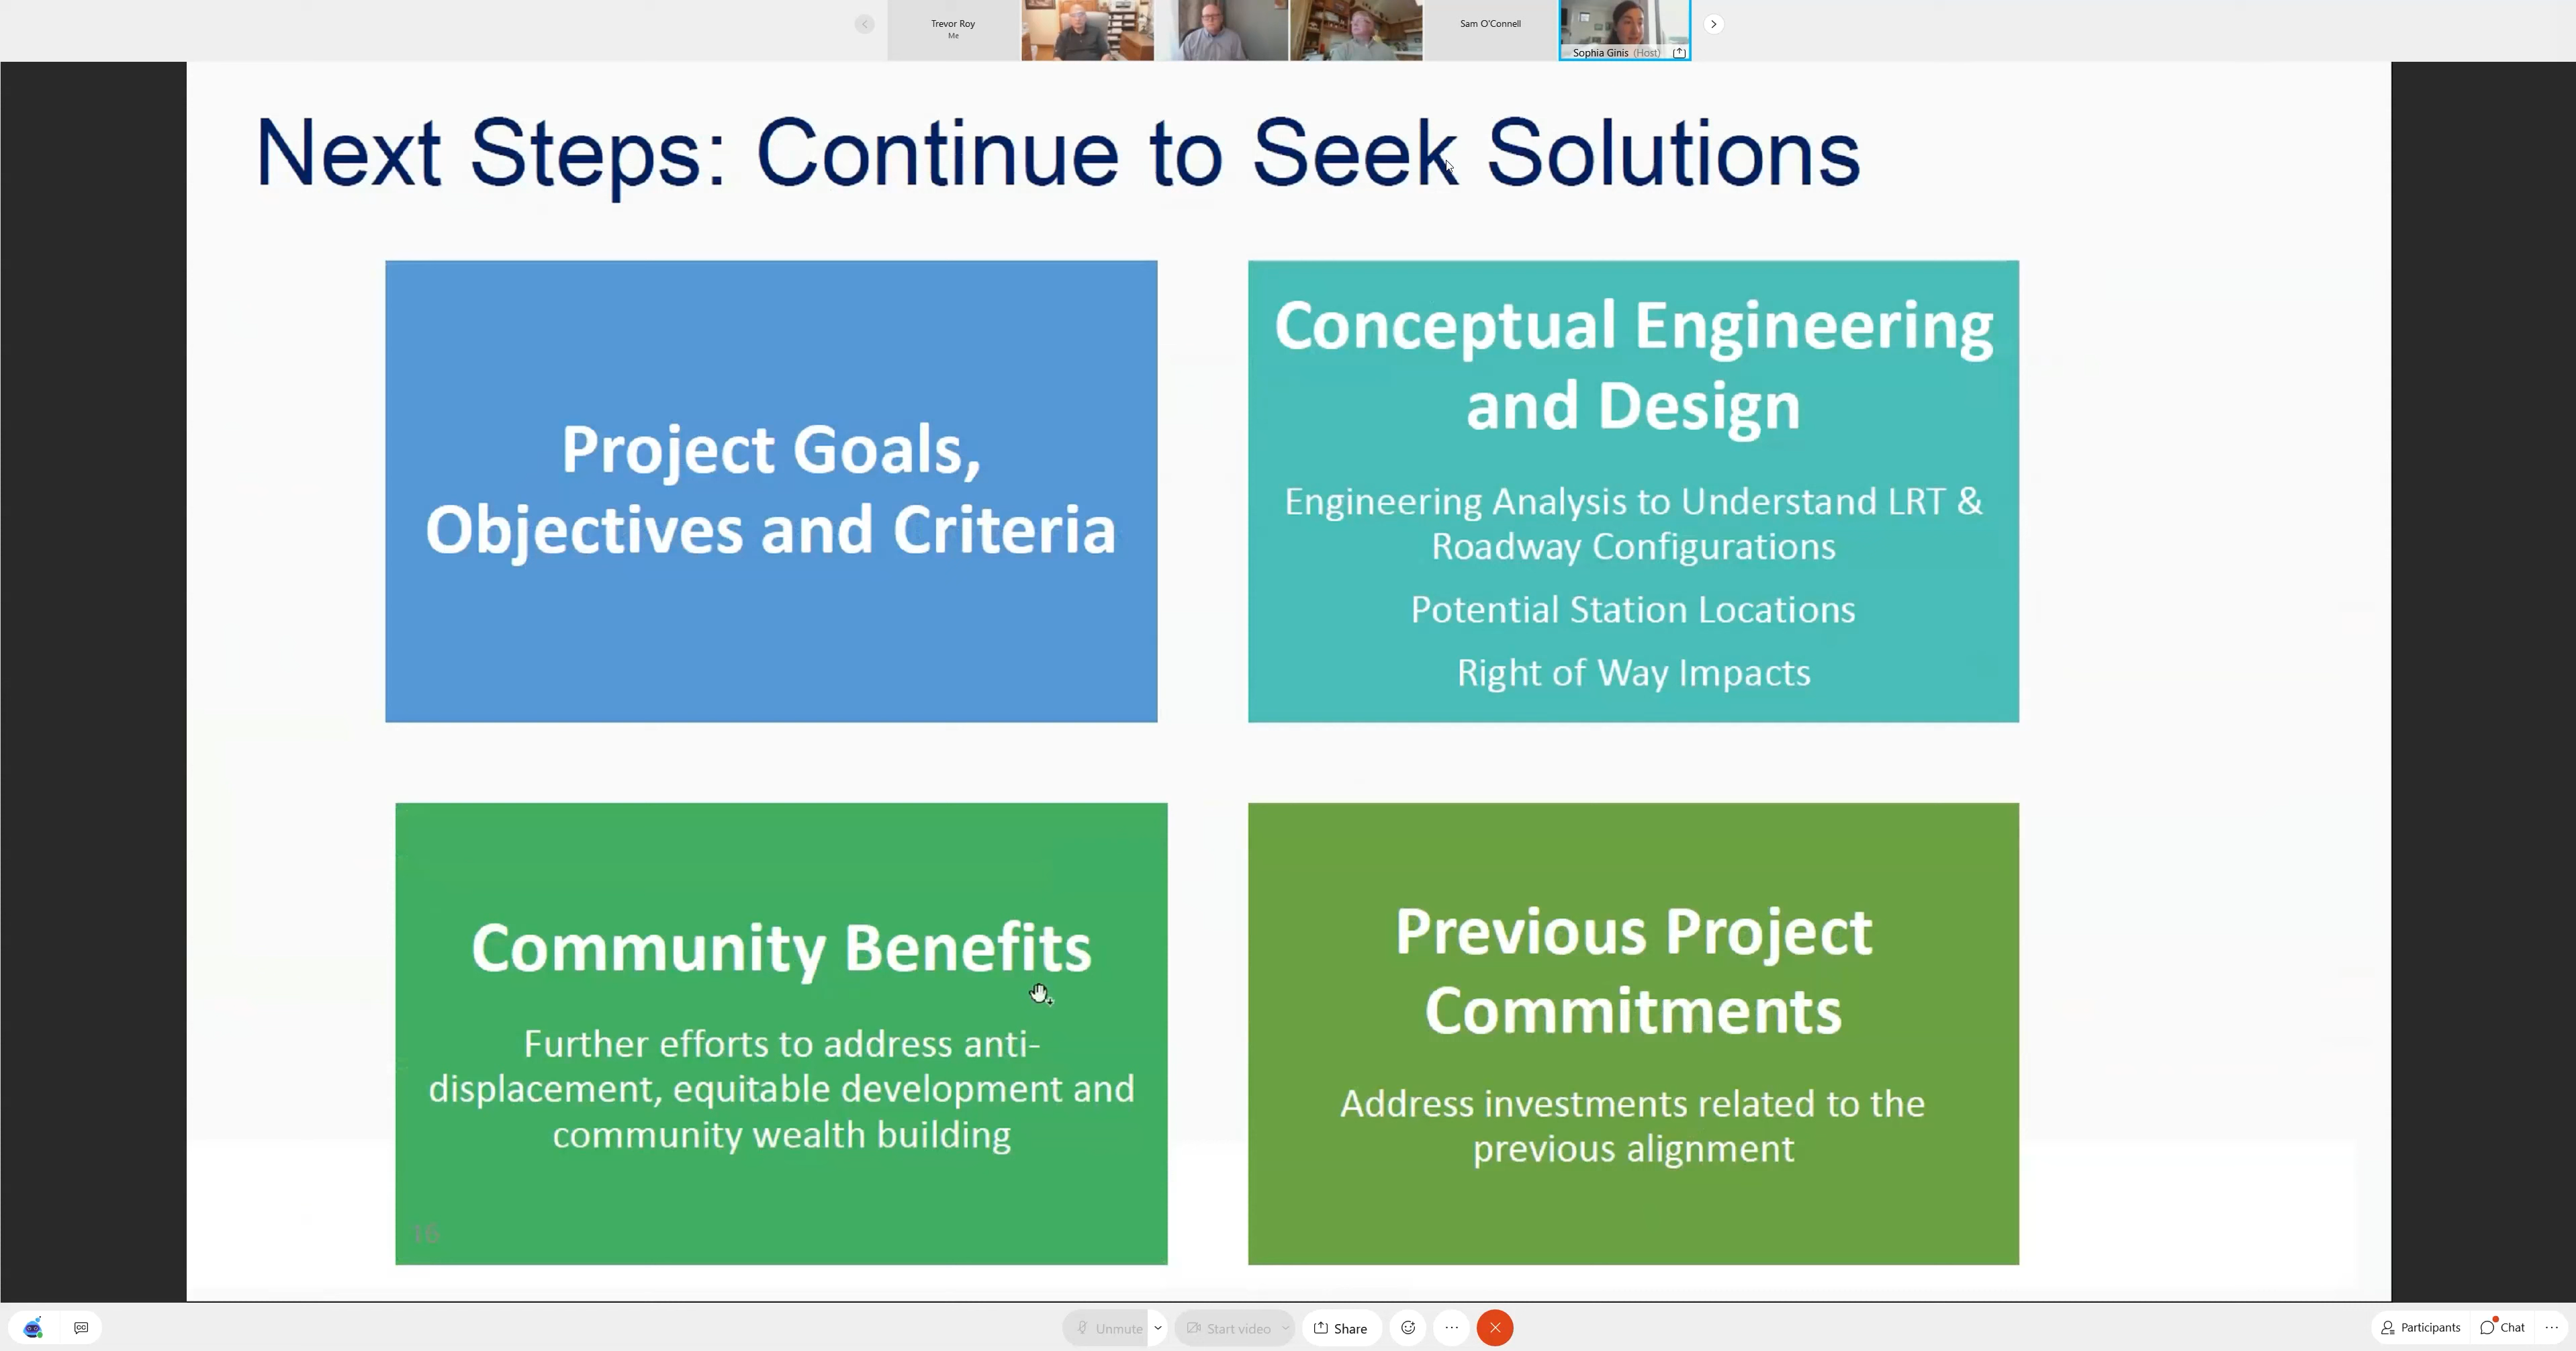 Trevor Roy
Me
Sam O'Connell
Sophia Ginis (Host)
Next Steps: Continue to Seek Solutions
Project Goals,
Objectives and Criteria
Conceptual Engineering
and Design
Engineering Analysis to Understand LRT &
Roadway Configurations
Potential Station Locations
Right of Way Impacts
Community Benefits
Further efforts to address anti-
displacement, equitable development and
community wealth building
16
Previous Project
Commitments
Address investments related to the
previous alignment
Unmute
Start video
Share
Participants
Chat